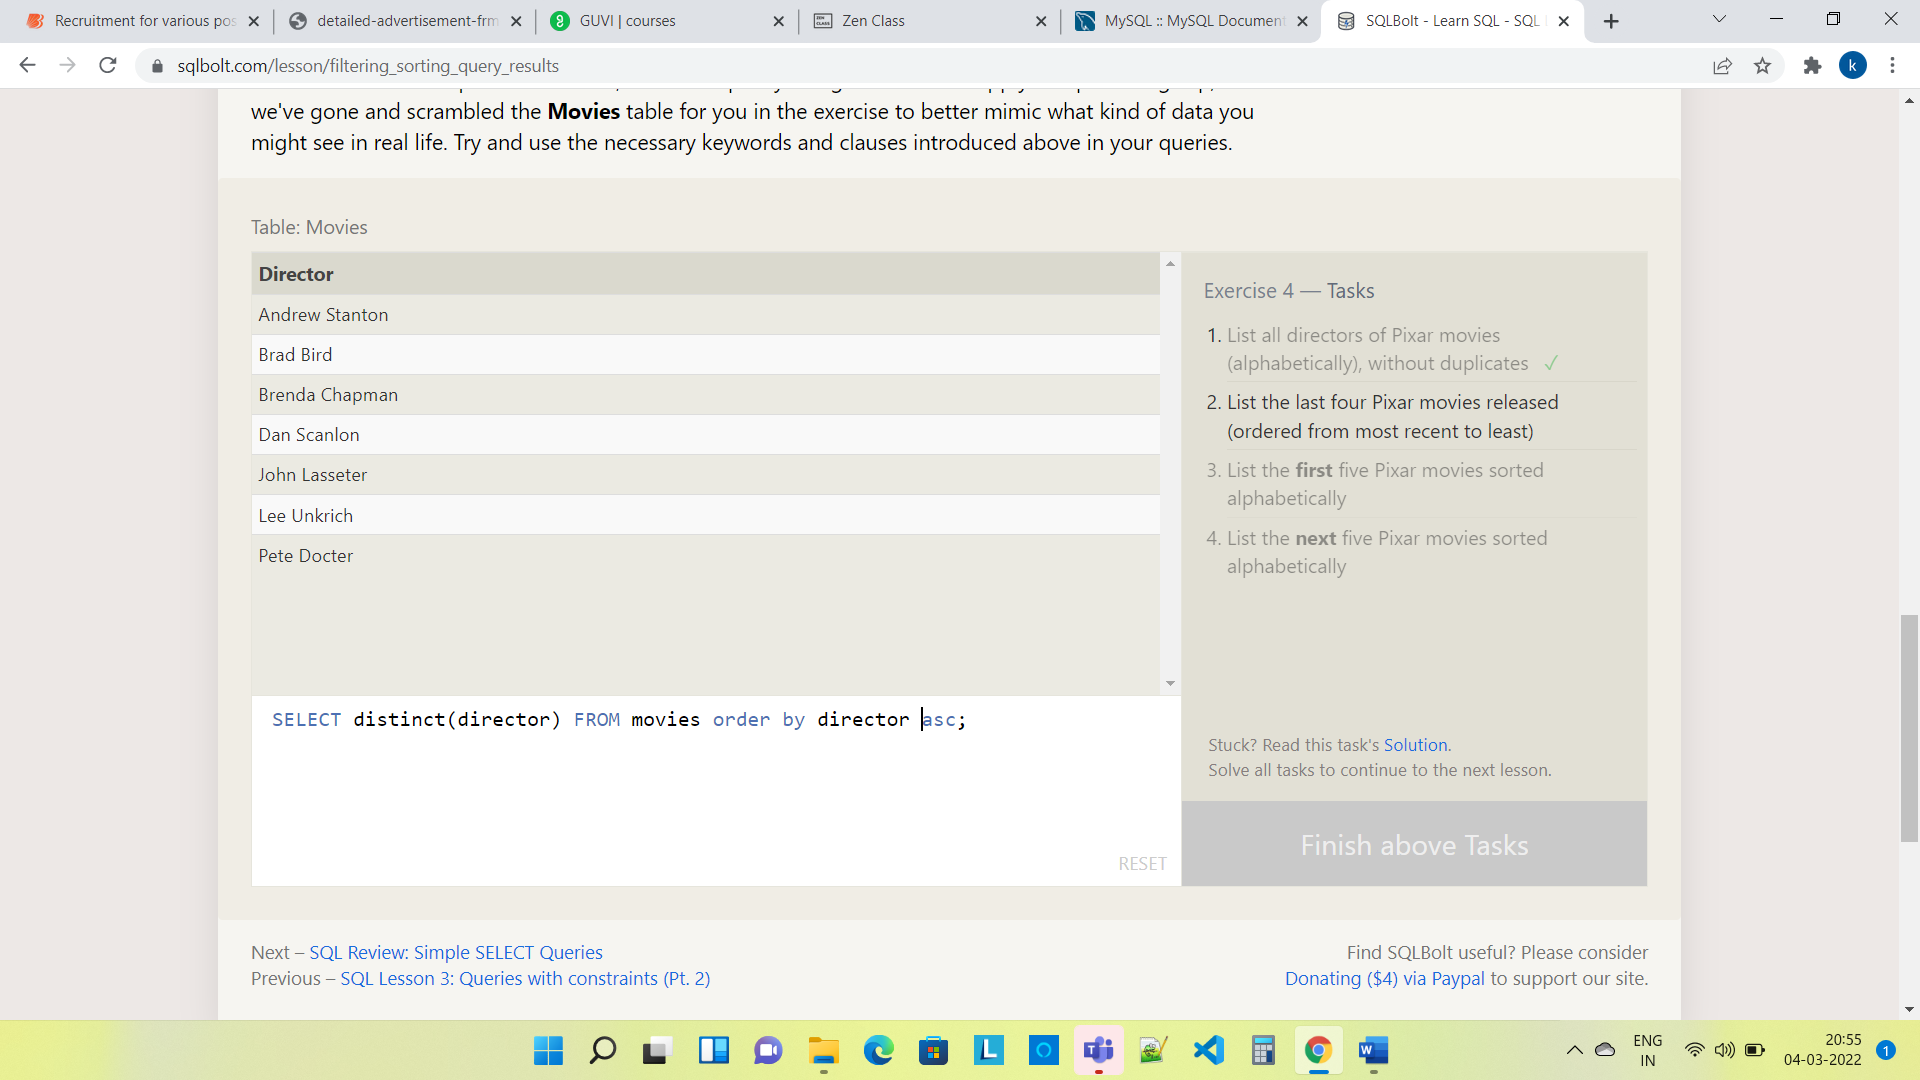 Recruitment for various pos
detailed-advertisement-frm
GUVI | courses
Zen Class
MySQL :: MySQL Document
SQLBolt - Learn SQL - SQL
sqlbolt.com/lesson/filtering_sorting_query_results
k
we've gone and scrambled the Movies table for you in the exercise to better mimic what kind of data you
might see in real life. Try and use the necessary keywords and clauses introduced above in your queries.
Table: Movies
Director
Andrew Stanton
Brad Bird
Brenda Chapman
Dan Scanlon
John Lasseter
Lee Unkrich
Pete Docter
SELECT distinct(director) FROM movies order by director asc;
RESET
Exercise 4 — Tasks
1. List all directors of Pixar movies
(alphabetically), without duplicates ✓
2. List the last four Pixar movies released
(ordered from most recent to least)
3. List the first five Pixar movies sorted
alphabetically
4. List the next five Pixar movies sorted
alphabetically
Stuck? Read this task's Solution.
Solve all tasks to continue to the next lesson.
Finish above Tasks
Next – SQL Review: Simple SELECT Queries
Previous – SQL Lesson 3: Queries with constraints (Pt. 2)
Find SQLBolt useful? Please consider
Donating ($4) via Paypal to support our site.
ENG
IN
20:55
04-03-2022
1